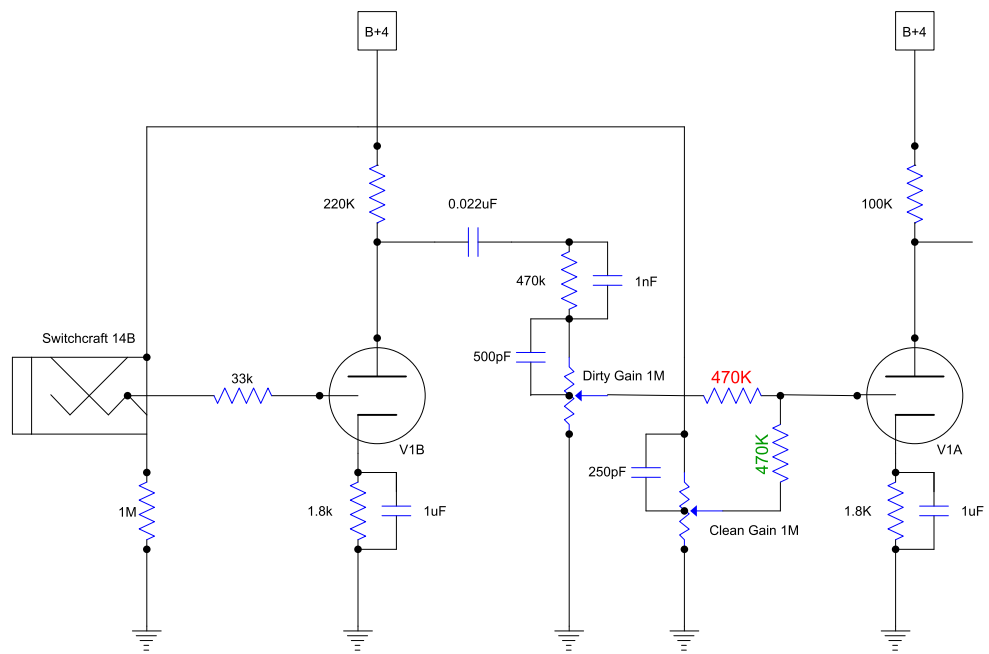 B+4
B+4
220K
0.022uF
100K
470k
1nF
Switchcraft 14B
500pF
33k
Dirty Gain 1M
470K
470K
V1B
V1A
250pF
1M
1.8k
1uF
Clean Gain 1M
1.8K
1uF